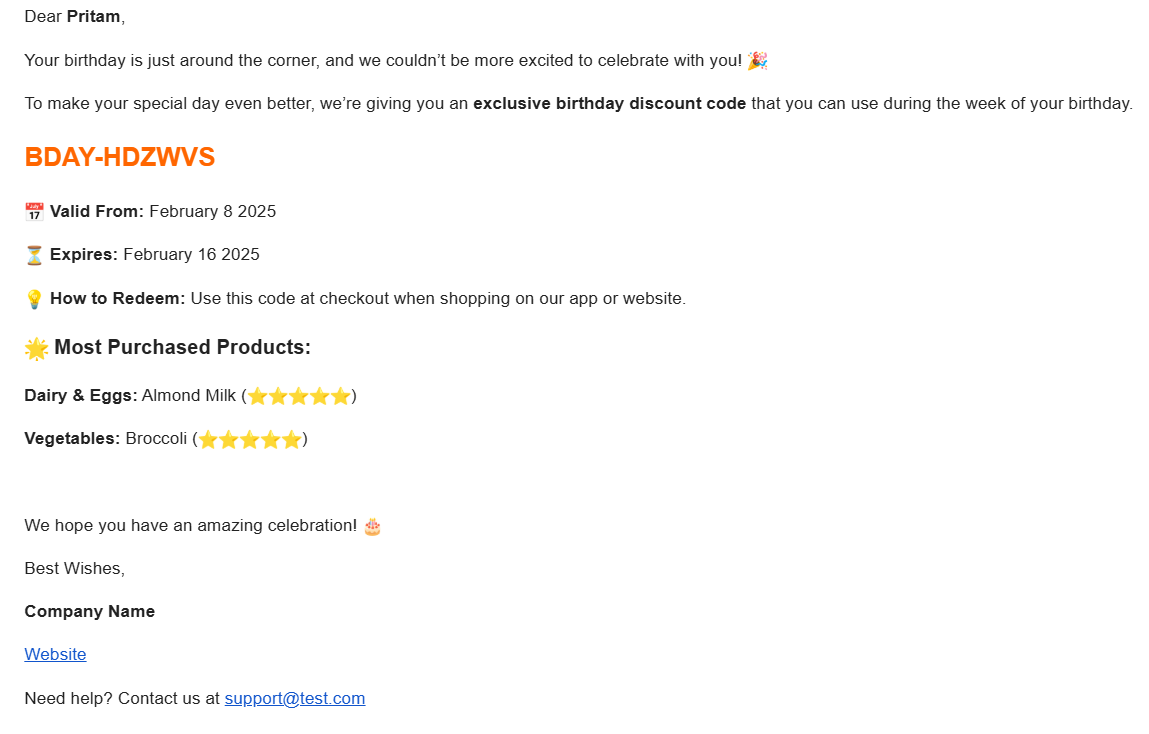 Dear Pritam,
Your birthday is just around the corner, and we couldn’t be more excited to celebrate with you! 🎉
To make your special day even better, we’re giving you an exclusive birthday discount code that you can use during the week of your birthday.
BDAY-HDZWVS
📅 Valid From: February 8 2025
⏳ Expires: February 16 2025
💡 How to Redeem: Use this code at checkout when shopping on our app or website.
🌟 Most Purchased Products:
Dairy & Eggs: Almond Milk (⭐⭐⭐⭐⭐)
Vegetables: Broccoli (⭐⭐⭐⭐⭐)
We hope you have an amazing celebration! 🎂
Best Wishes,
Company Name
Website
Need help? Contact us at support@test.com